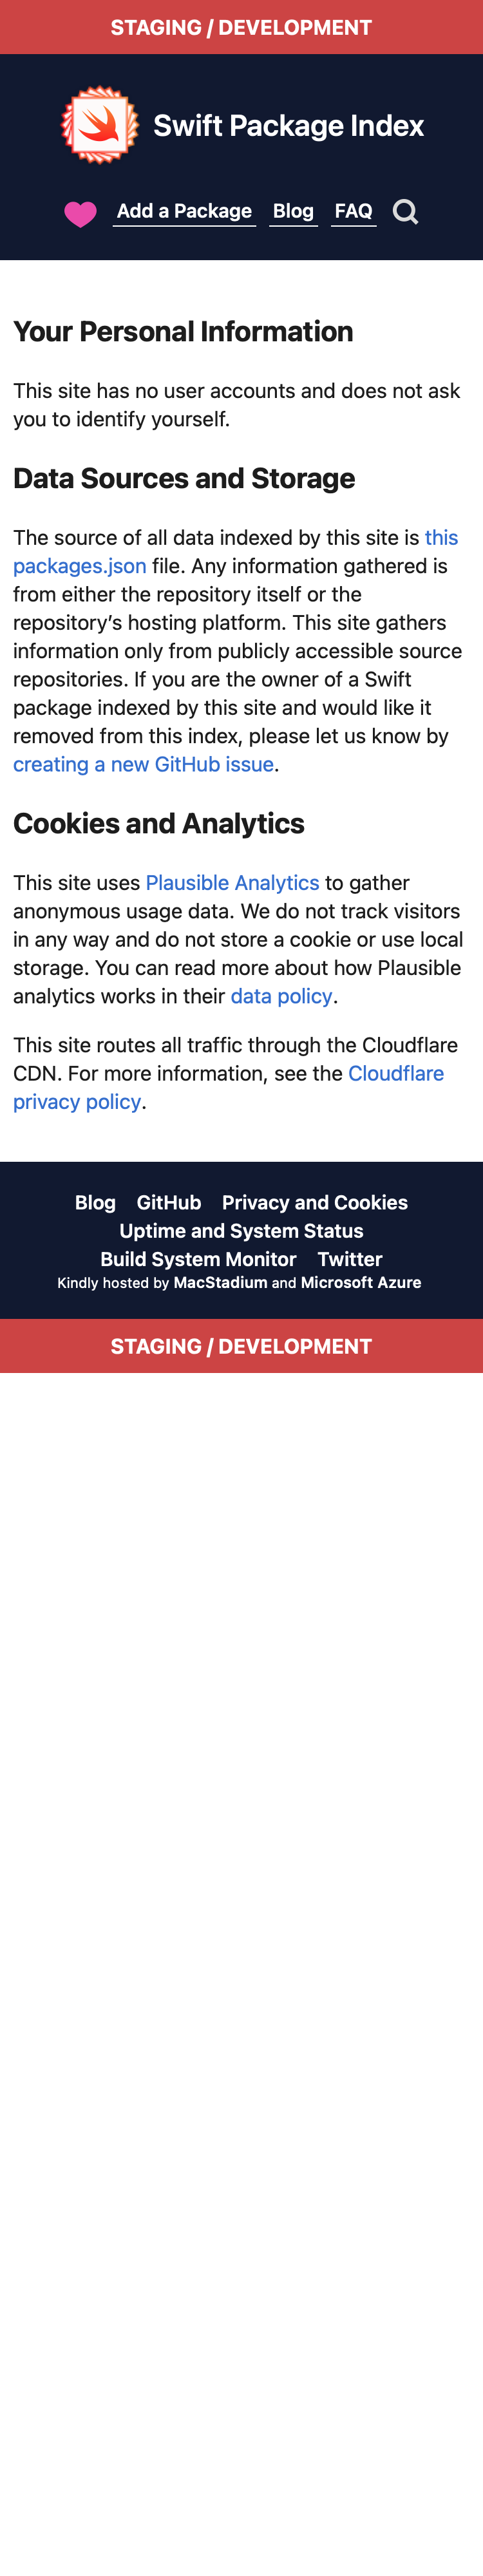 STAGING / DEVELOPMENT
Swift Package Index
Add a Package Blog FAQ
Your Personal Information
This site has no user accounts and does not ask
you to identify yourself.
Data Sources and Storage
The source of all data indexed by this site is this
packages.json file. Any information gathered is
from either the repository itself or the
repository’s hosting platform. This site gathers
information only from publicly accessible source
repositories. If you are the owner of a Swift
package indexed by this site and would like it
removed from this index, please let us know by
creating a new GitHub issue.
Cookies and Analytics
This site uses Plausible Analytics to gather
anonymous usage data. We do not track visitors
in any way and do not store a cookie or use local
storage. You can read more about how Plausible
analytics works in their data policy.
This site routes all traffic through the Cloudflare
CDN. For more information, see the Cloudflare
privacy policy.
Blog GitHub Privacy and Cookies
Uptime and System Status
Build System Monitor Twitter
Kindly hosted by MacStadium and Microsoft Azure
STAGING / DEVELOPMENT